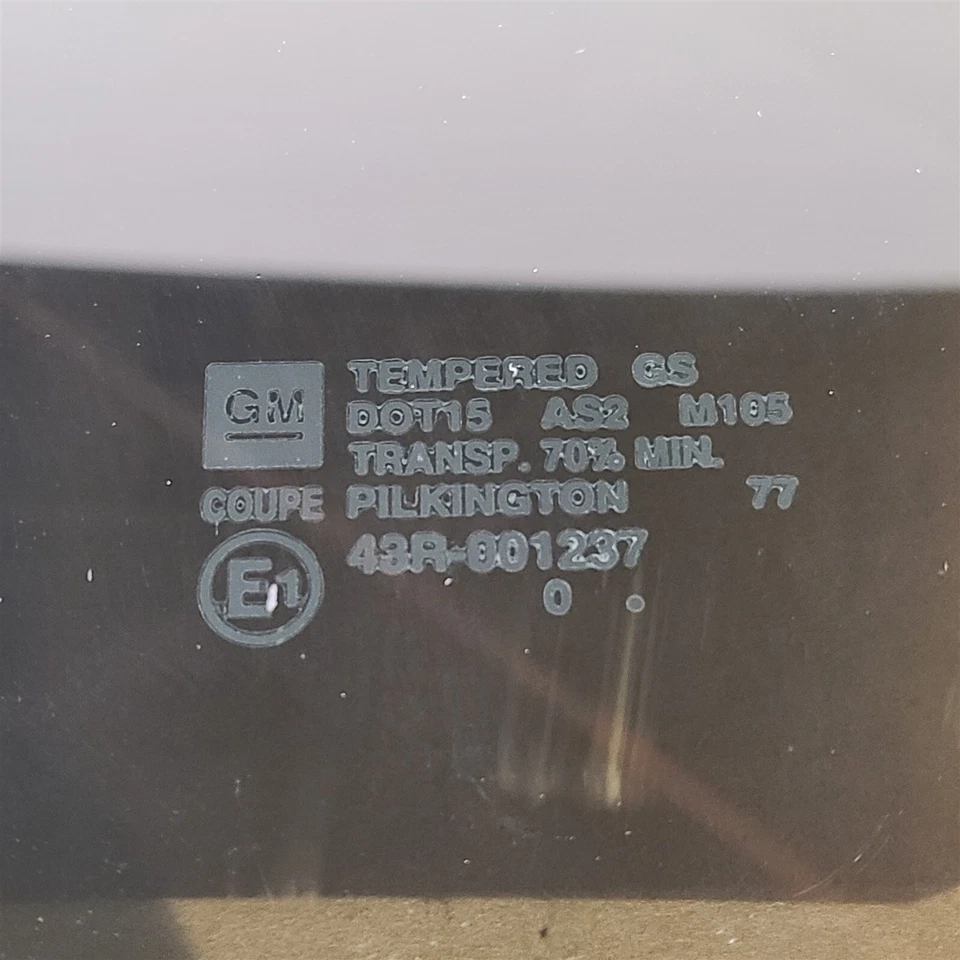 GM
TEMPERED GS
DOT15 AS2 M105
TRANSP. 70% MIN.
COUPE PILKINGTON 77
E1 43R-001237
0 .